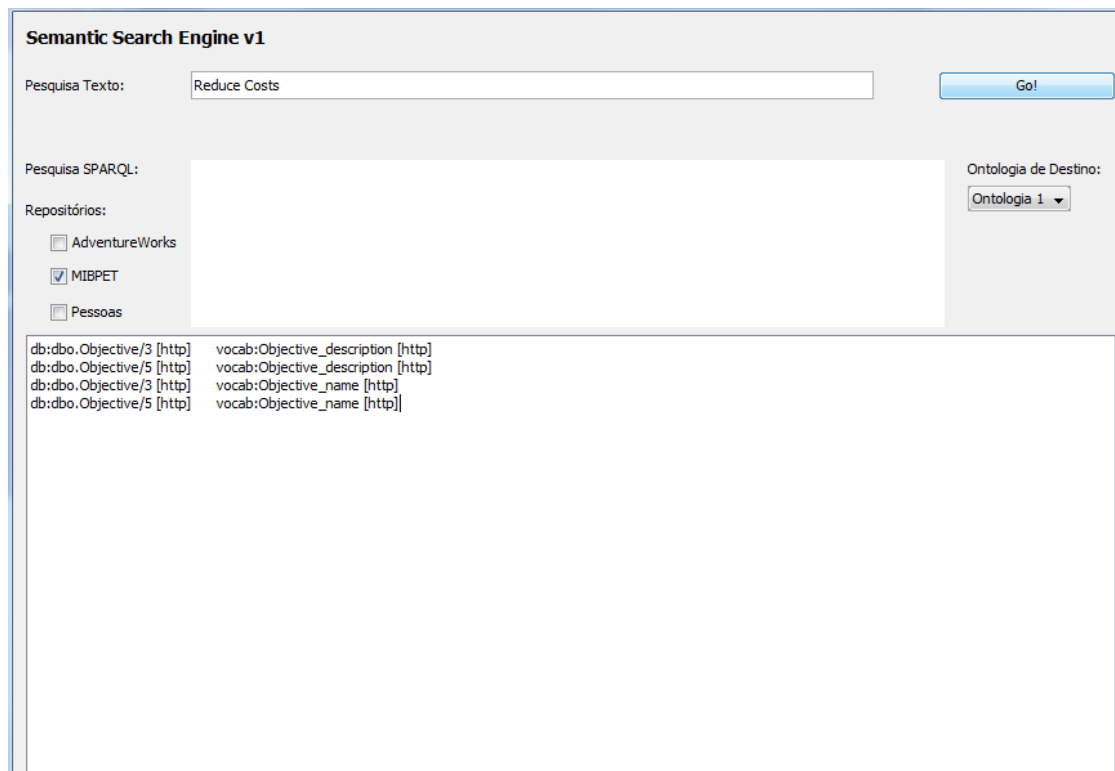 Semantic Search Engine v1
Pesquisa Texto: Reduce Costs Go!
Pesquisa SPARQL: Ontologia de Destino:
Ontologia 1
Repositórios:
AdventureWorks
MIBPET
Pessoas
db:dbo.Objective/3 [http] vocab:Objective_description [http]
db:dbo.Objective/5 [http] vocab:Objective_description [http]
db:dbo.Objective/3 [http] vocab:Objective_name [http]
db:dbo.Objective/5 [http] vocab:Objective_name [http]